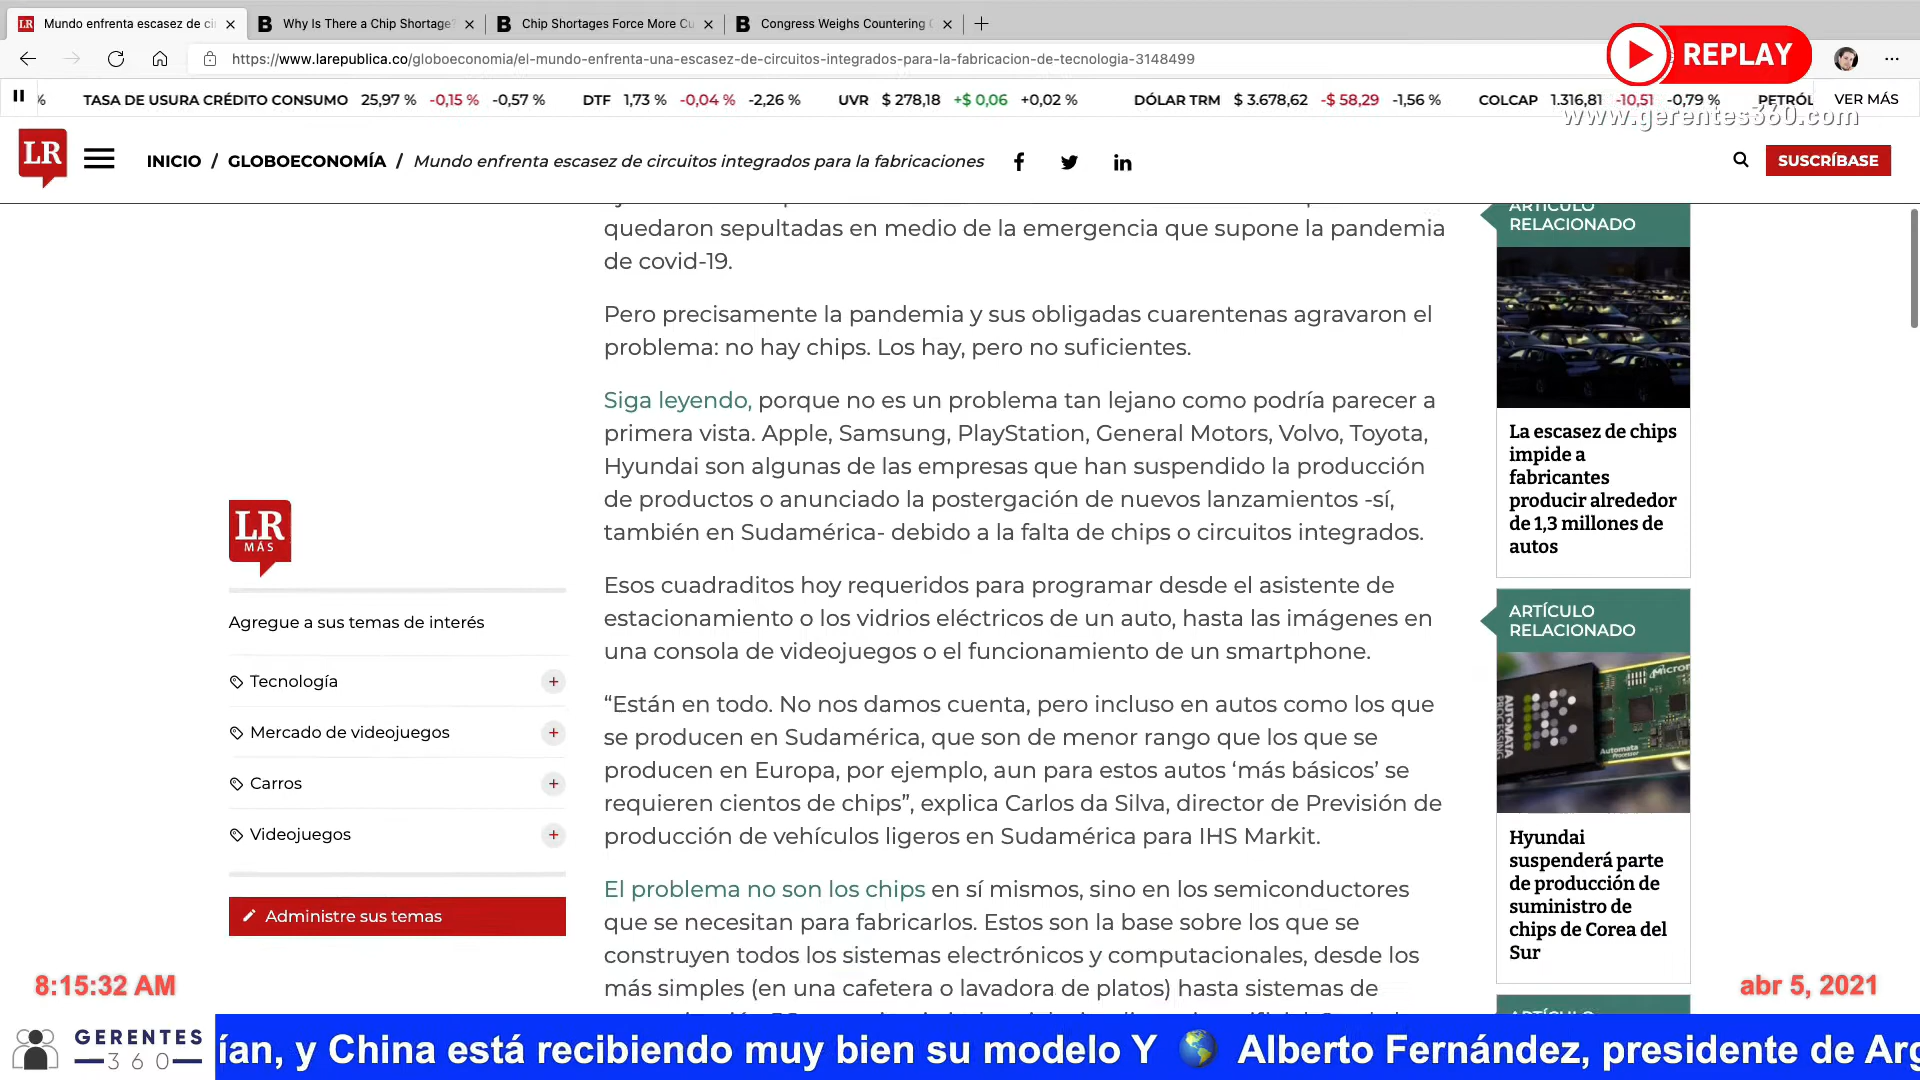 Mundo enfrenta escasez de ci
Why Is There a Chip Shortage?
Chip Shortages Force More Cu
Congress Weighs Countering
https://www.larepublica.co/globoeconomia/el-mundo-enfrenta-una-escasez-de-circuitos-integrados-para-la-fabricacion-de-tecnologia-3148499
REPLAY
% TASA DE USURA CRÉDITO CONSUMO 25,97 % -0,15 % -0,57 % DTF 1,73 % -0,04 % -2,26 % UVR $ 278,18 +$ 0,06 +0,02 % DÓLAR TRM $ 3.678,62 -$ 58,29 -1,56 % COLCAP 1.316,81 -10,51 -0,79 % PETRÓL VER MÁS
www.gerentes360.com
LR
INICIO / GLOBOECONOMÍA / Mundo enfrenta escasez de circuitos integrados para la fabricaciones
SUSCRÍBASE
quedaron sepultadas en medio de la emergencia que supone la pandemia
de covid-19.
Pero precisamente la pandemia y sus obligadas cuarentenas agravaron el
problema: no hay chips. Los hay, pero no suficientes.
Siga leyendo, porque no es un problema tan lejano como podría parecer a
primera vista. Apple, Samsung, PlayStation, General Motors, Volvo, Toyota,
Hyundai son algunas de las empresas que han suspendido la producción
de productos o anunciado la postergación de nuevos lanzamientos -sí,
también en Sudamérica- debido a la falta de chips o circuitos integrados.
Esos cuadraditos hoy requeridos para programar desde el asistente de
estacionamiento o los vidrios eléctricos de un auto, hasta las imágenes en
una consola de videojuegos o el funcionamiento de un smartphone.
“Están en todo. No nos damos cuenta, pero incluso en autos como los que
se producen en Sudamérica, que son de menor rango que los que se
producen en Europa, por ejemplo, aun para estos autos ‘más básicos’ se
requieren cientos de chips”, explica Carlos da Silva, director de Previsión de
producción de vehículos ligeros en Sudamérica para IHS Markit.
El problema no son los chips en sí mismos, sino en los semiconductores
que se necesitan para fabricarlos. Estos son la base sobre los que se
construyen todos los sistemas electrónicos y computacionales, desde los
más simples (en una cafetera o lavadora de platos) hasta sistemas de
LR
MÁS
Agregue a sus temas de interés
Tecnología +
Mercado de videojuegos +
Carros +
Videojuegos +
Administre sus temas
ARTÍCULO
RELACIONADO
La escasez de chips
impide a
fabricantes
producir alrededor
de 1,3 millones de
autos
ARTÍCULO
RELACIONADO
AUTOMATA
PROCESSING
Micron
Automata
Processor
Hyundai
suspenderá parte
de producción de
suministro de
chips de Corea del
Sur
ARTÍCULO
8:15:32 AM
abr 5, 2021
GERENTES
360
ían, y China está recibiendo muy bien su modelo Y Alberto Fernández, presidente de Arg